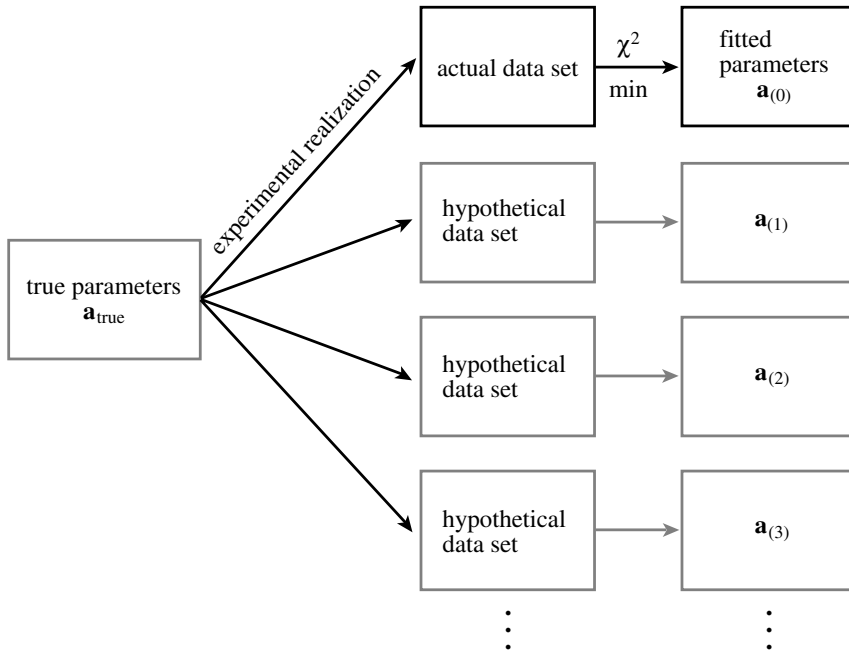 actual data set
χ²
min
fitted
parameters
a(0)
experimental realization
hypothetical
data set
a(1)
true parameters
a_true
hypothetical
data set
a(2)
hypothetical
data set
a(3)